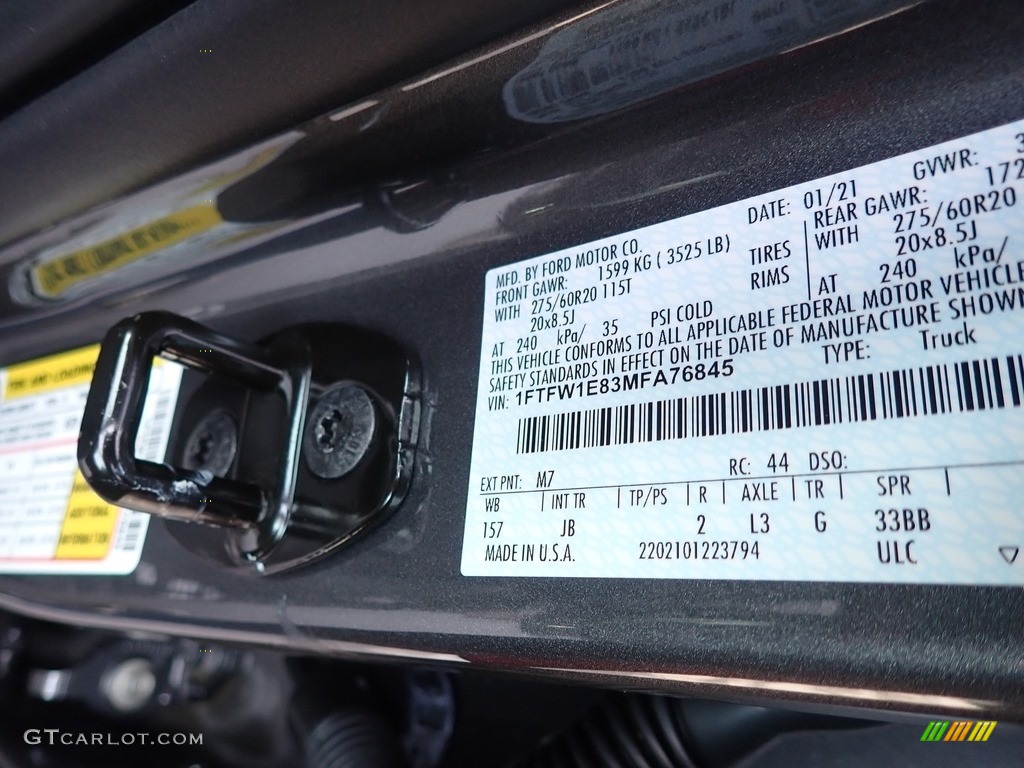 MFD. BY FORD MOTOR CO.
DATE: 01/21
GVWR: 3
FRONT GAWR: 1599 KG ( 3525 LB)
REAR GAWR: 172
WITH 275/60R20 115T
TIRES
WITH 275/60R20
20x8.5J
RIMS
20x8.5J
AT 240 kPa/ 35 PSI COLD
AT 240 kPa/
THIS VEHICLE CONFORMS TO ALL APPLICABLE FEDERAL MOTOR VEHICLE
SAFETY STANDARDS IN EFFECT ON THE DATE OF MANUFACTURE SHOWN
VIN: 1FTFW1E83MFA76845
TYPE: Truck
EXT PNT: M7
RC: 44 DSO:
WB INT TR TP/PS R AXLE TR SPR
157 JB 2 L3 G 33BB
MADE IN U.S.A. 2202101223794 ULC
GTCARLOT.COM